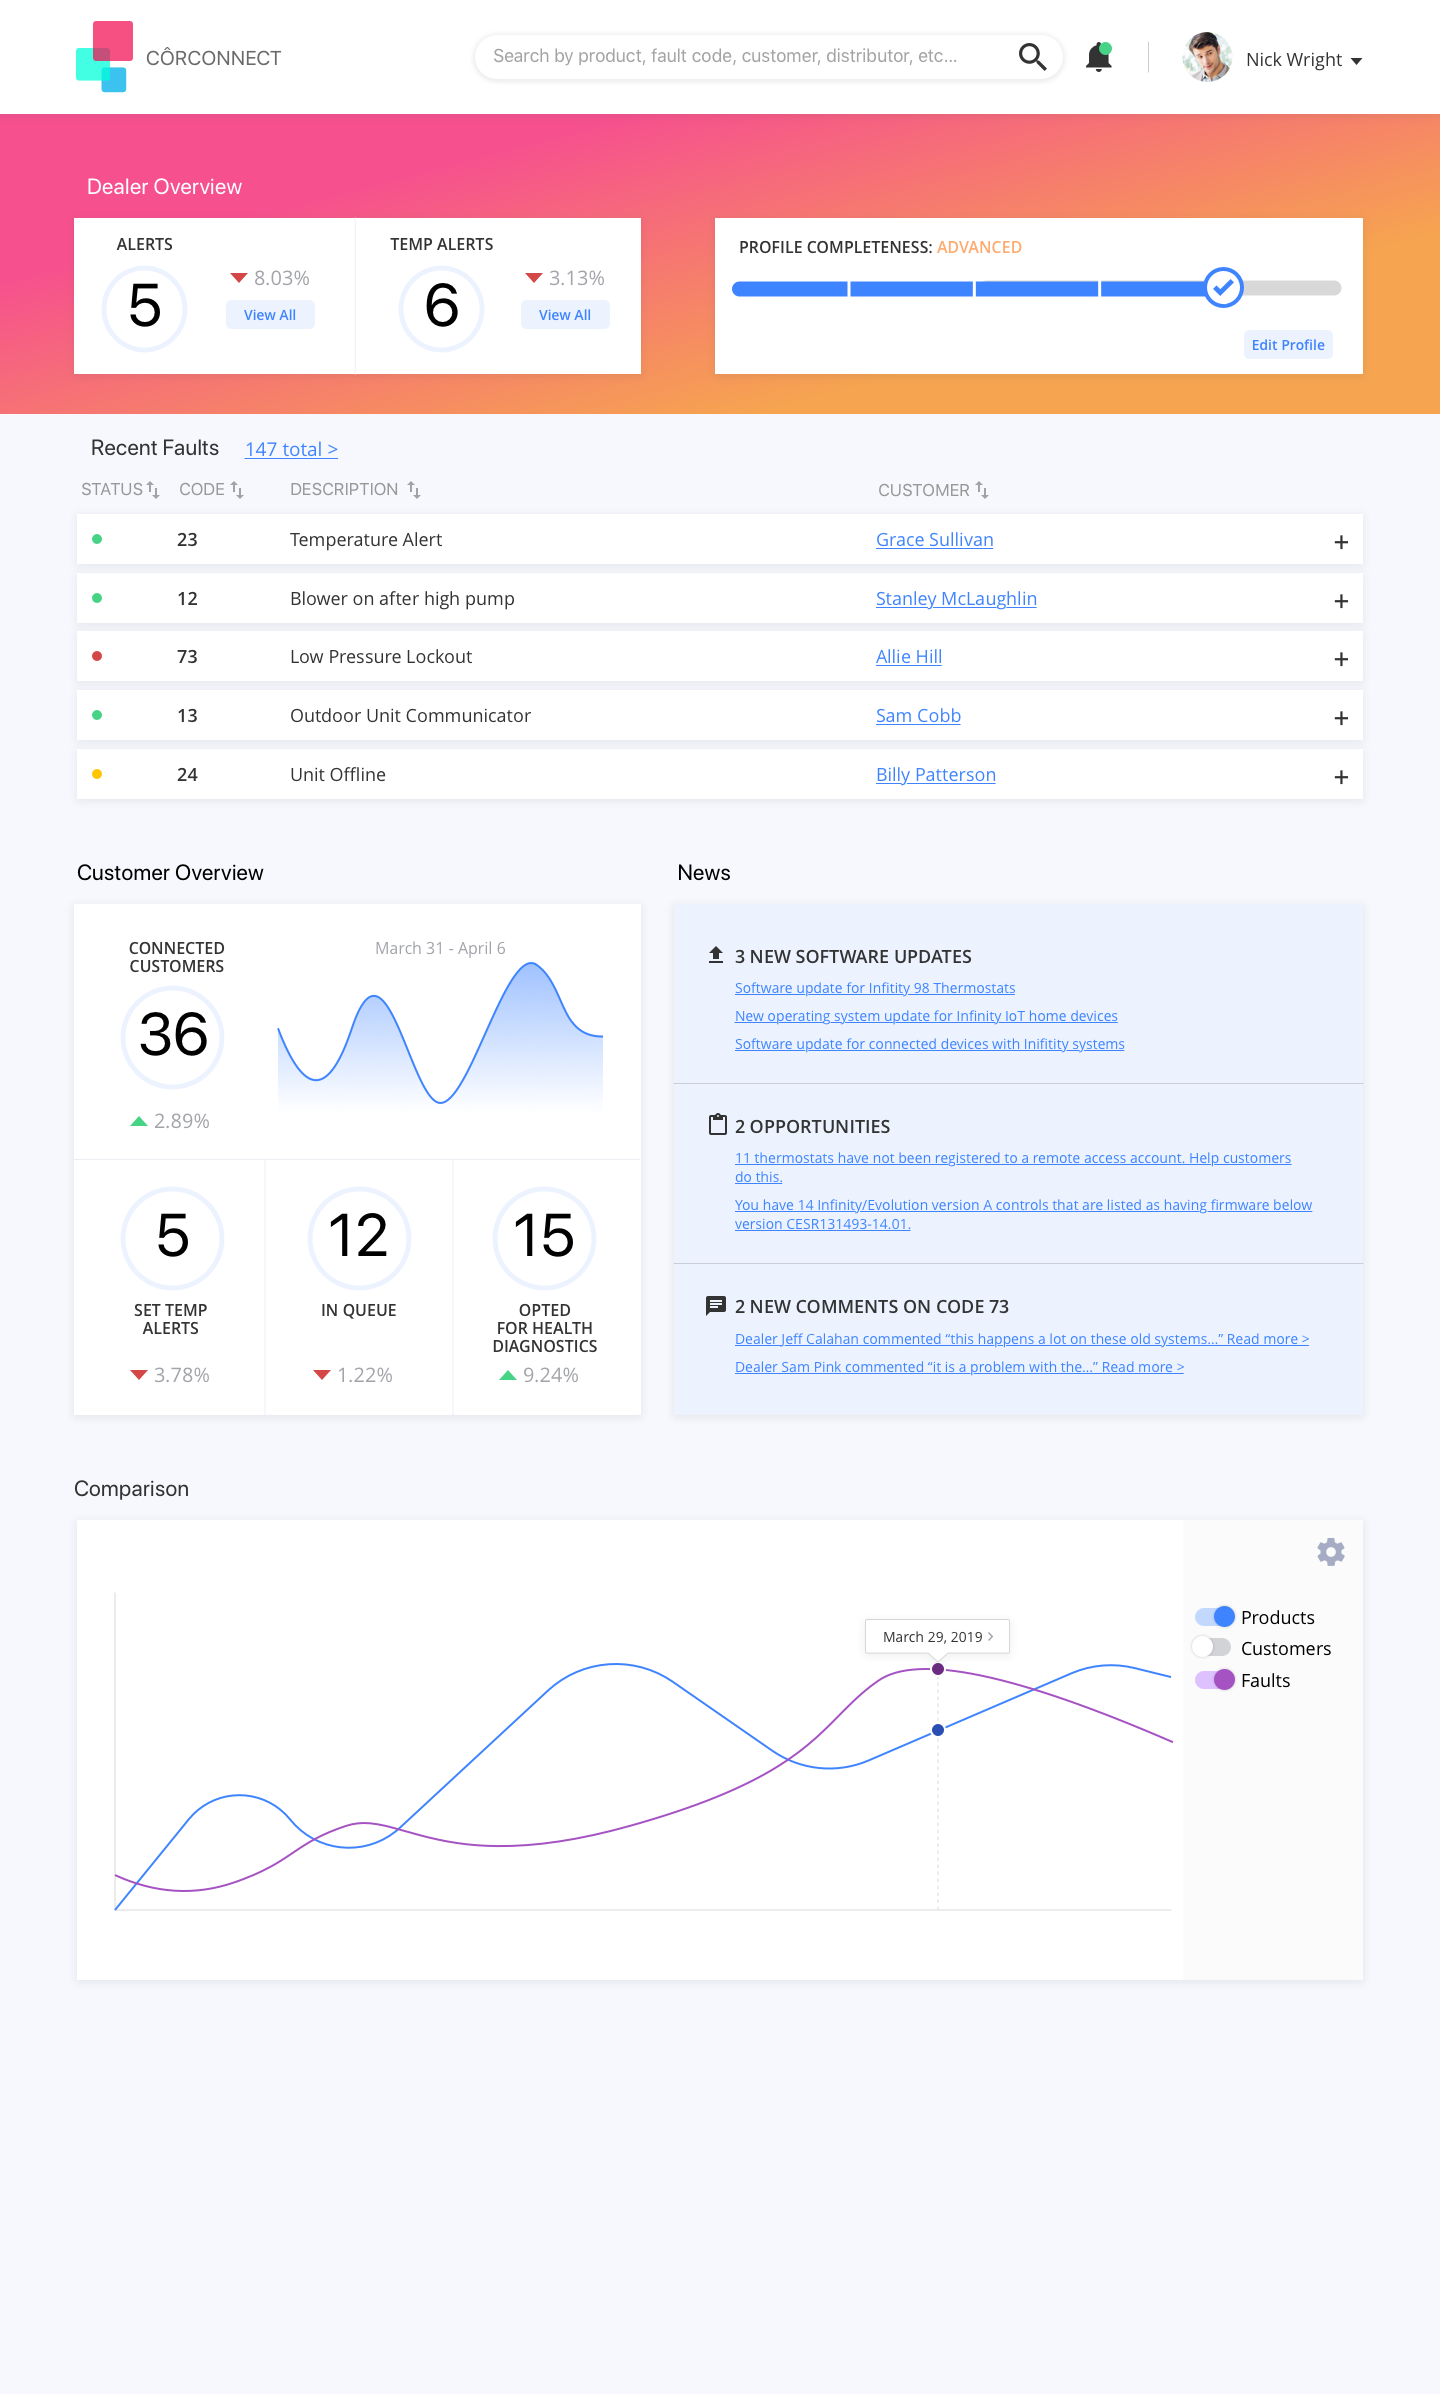 CÔRCONNECT
Search by product, fault code, customer, distributor, etc...
Nick Wright
Dealer Overview
ALERTS
5
8.03%
View All
TEMP ALERTS
6
3.13%
View All
PROFILE COMPLETENESS: ADVANCED
Edit Profile
Recent Faults 147 total >
STATUS CODE DESCRIPTION CUSTOMER
23 Temperature Alert Grace Sullivan +
12 Blower on after high pump Stanley McLaughlin +
73 Low Pressure Lockout Allie Hill +
13 Outdoor Unit Communicator Sam Cobb +
24 Unit Offline Billy Patterson +
Customer Overview
CONNECTED
CUSTOMERS
36
2.89%
March 31 - April 6
5
SET TEMP
ALERTS
3.78%
12
IN QUEUE
1.22%
15
OPTED
FOR HEALTH
DIAGNOSTICS
9.24%
News
3 NEW SOFTWARE UPDATES
Software update for Infitity 98 Thermostats
New operating system update for Infinity IoT home devices
Software update for connected devices with Inifitity systems
2 OPPORTUNITIES
11 thermostats have not been registered to a remote access account. Help customers
do this.
You have 14 Infinity/Evolution version A controls that are listed as having firmware below
version CESR131493-14.01.
2 NEW COMMENTS ON CODE 73
Dealer Jeff Calahan commented “this happens a lot on these old systems...” Read more >
Dealer Sam Pink commented “it is a problem with the...” Read more >
Comparison
March 29, 2019 >
Products
Customers
Faults